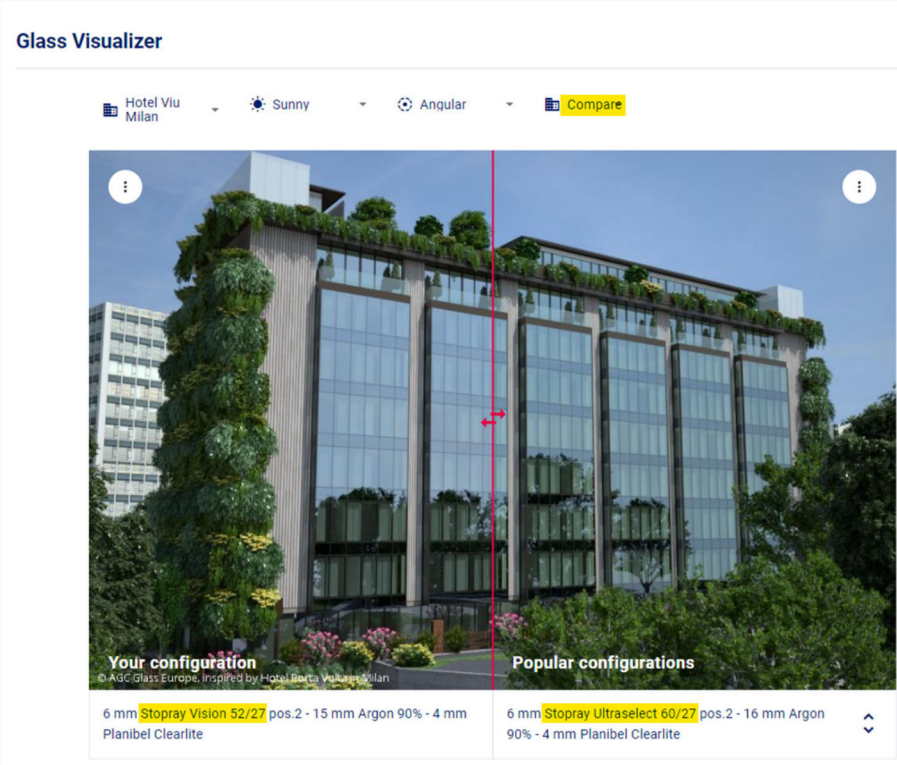 Glass Visualizer
Hotel Viu
Milan
Sunny
Angular
Compare
Your configuration
© AGC Glass Europe, inspired by Hotel Porta Volta in Milan
Popular configurations
6 mm Stopray Vision 52/27 pos.2 - 15 mm Argon 90% - 4 mm
Planibel Clearlite
6 mm Stopray Ultraselect 60/27 pos.2 - 16 mm Argon
90% - 4 mm Planibel Clearlite